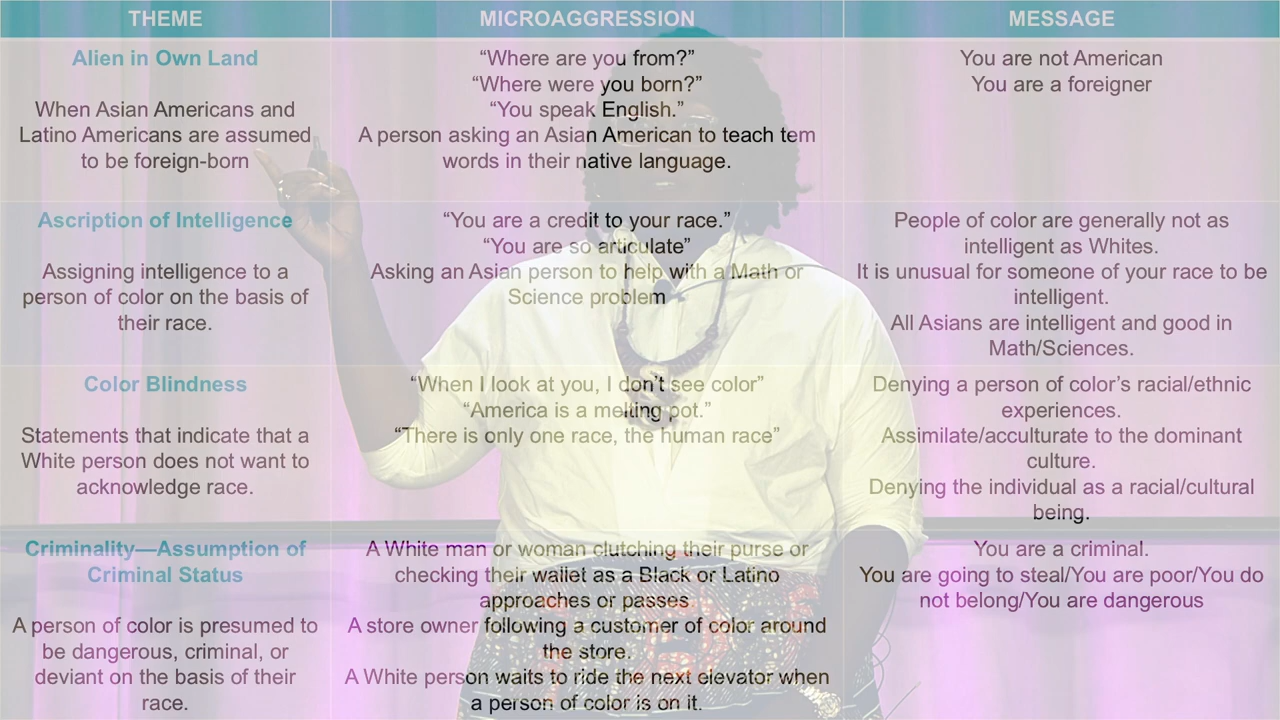 THEME
MICROAGGRESSION
MESSAGE
Alien in Own Land
When Asian Americans and
Latino Americans are assumed
to be foreign-born
“Where are you from?”
“Where were you born?”
“You speak English.”
A person asking an Asian American to teach tem
words in their native language.
You are not American
You are a foreigner
Ascription of Intelligence
Assigning intelligence to a
person of color on the basis of
their race.
“You are a credit to your race.”
“You are so articulate”
Asking an Asian person to help with a Math or
Science problem
People of color are generally not as
intelligent as Whites.
It is unusual for someone of your race to be
intelligent.
All Asians are intelligent and good in
Math/Sciences.
Color Blindness
Statements that indicate that a
White person does not want to
acknowledge race.
“When I look at you, I don’t see color”
“America is a melting pot.”
“There is only one race, the human race”
Denying a person of color’s racial/ethnic
experiences.
Assimilate/acculturate to the dominant
culture.
Denying the individual as a racial/cultural
being.
Criminality—Assumption of
Criminal Status
A person of color is presumed to
be dangerous, criminal, or
deviant on the basis of their
race.
A White man or woman clutching their purse or
checking their wallet as a Black or Latino
approaches or passes
A store owner following a customer of color around
the store.
A White person waits to ride the next elevator when
a person of color is on it.
You are a criminal.
You are going to steal/You are poor/You do
not belong/You are dangerous